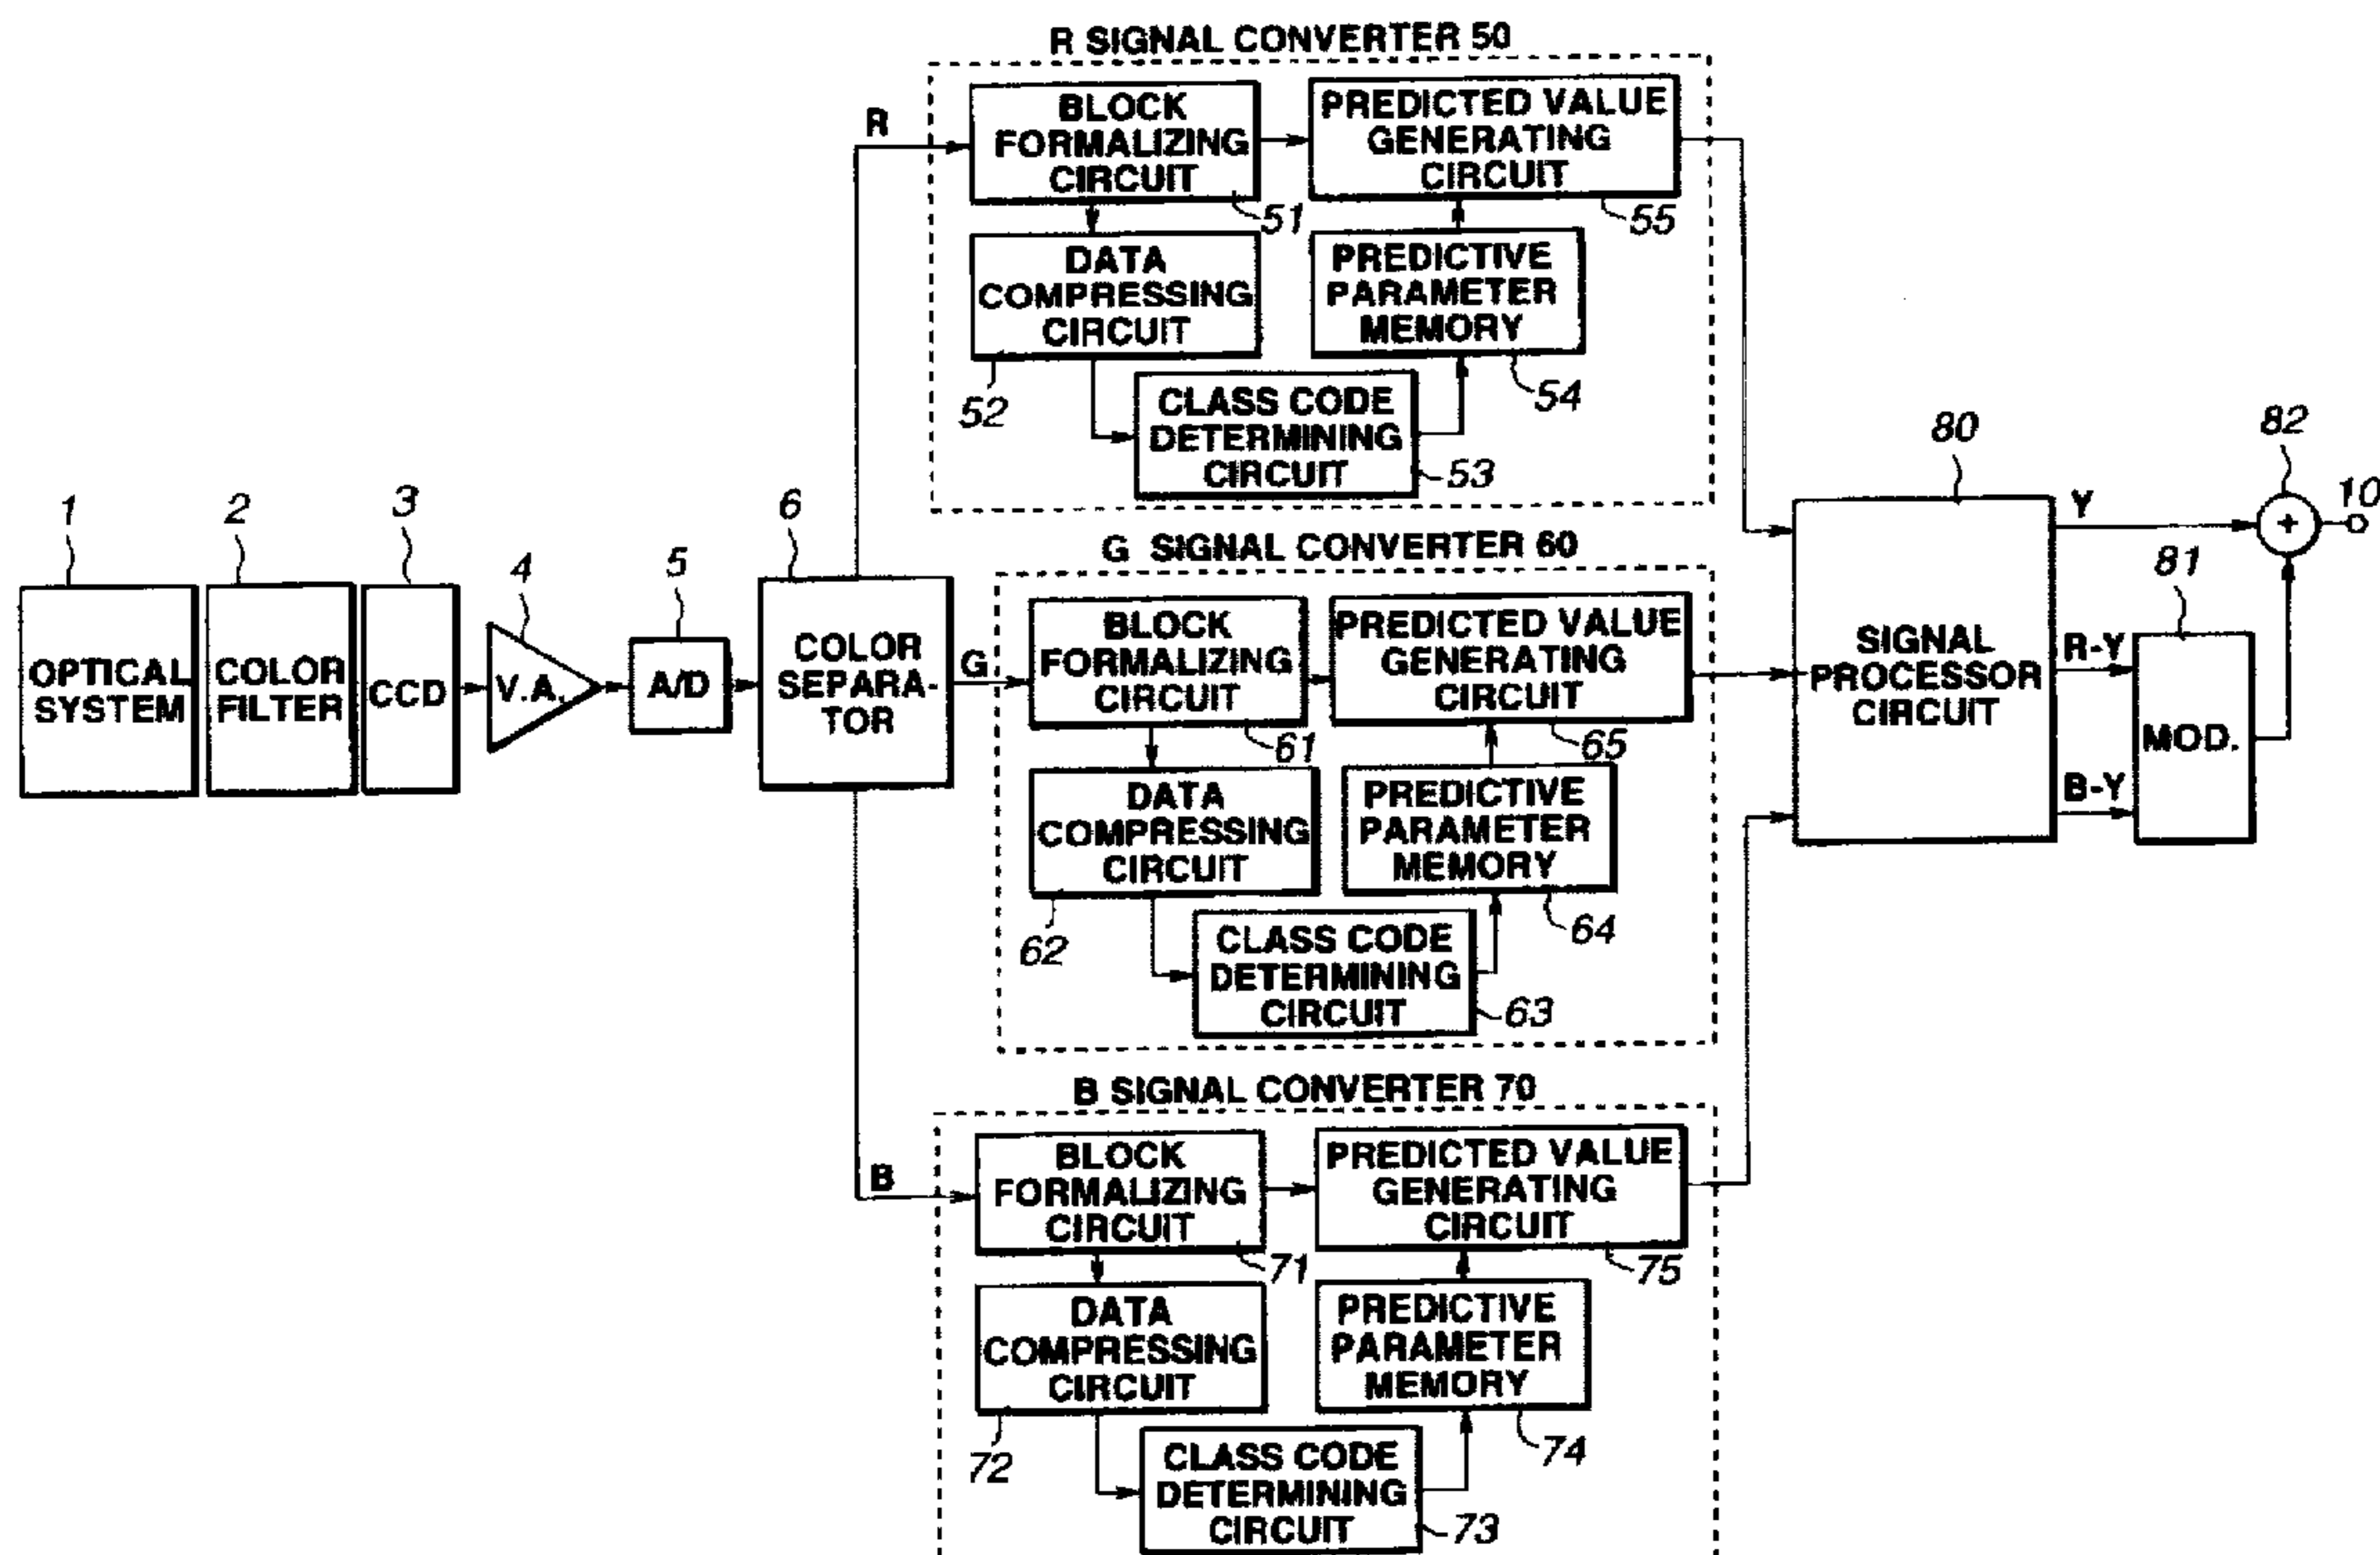 R SIGNAL CONVERTER 50
R
BLOCK
FORMALIZING
CIRCUIT
51
PREDICTED VALUE
GENERATING
CIRCUIT
55
DATA
COMPRESSING
CIRCUIT
52
PREDICTIVE
PARAMETER
MEMORY
54
CLASS CODE
DETERMINING
CIRCUIT
53
1
OPTICAL
SYSTEM
2
COLOR
FILTER
3
CCD
4
V.A.
5
A/D
6
COLOR
SEPARA-
TOR
G SIGNAL CONVERTER 60
G
BLOCK
FORMALIZING
CIRCUIT
61
PREDICTED VALUE
GENERATING
CIRCUIT
65
DATA
COMPRESSING
CIRCUIT
62
PREDICTIVE
PARAMETER
MEMORY
64
CLASS CODE
DETERMINING
CIRCUIT
63
B SIGNAL CONVERTER 70
B
BLOCK
FORMALIZING
CIRCUIT
71
PREDICTED VALUE
GENERATING
CIRCUIT
75
DATA
COMPRESSING
CIRCUIT
72
PREDICTIVE
PARAMETER
MEMORY
74
CLASS CODE
DETERMINING
CIRCUIT
73
80
SIGNAL
PROCESSOR
CIRCUIT
Y
R-Y
B-Y
81
MOD.
82
+
10